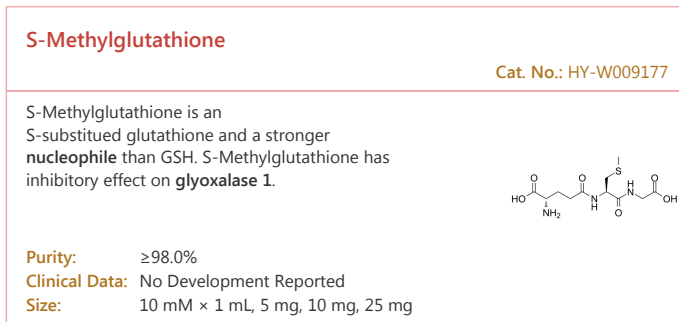 S-Methylglutathione
Cat. No.: HY-W009177
S-Methylglutathione is an
S-substitued glutathione and a stronger
nucleophile than GSH. S-Methylglutathione has
inhibitory effect on glyoxalase 1.
S
O
O
H
N
O
HO
N
H
OH
NH2
O
O
Purity: ≥98.0%
Clinical Data: No Development Reported
Size: 10 mM × 1 mL, 5 mg, 10 mg, 25 mg